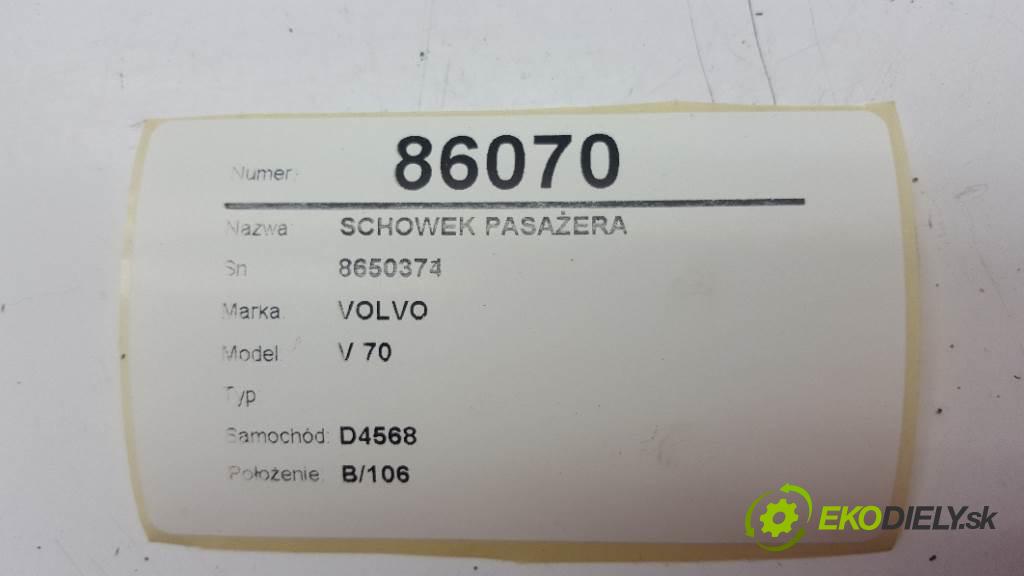 Numer: 86070
Nazwa: SCHOWEK PASAŻERA
Sn 8650374
Marka: VOLVO
Model: V 70
Typ
Samochód: D4568
Położenie: B/106
EKODIELY.sk